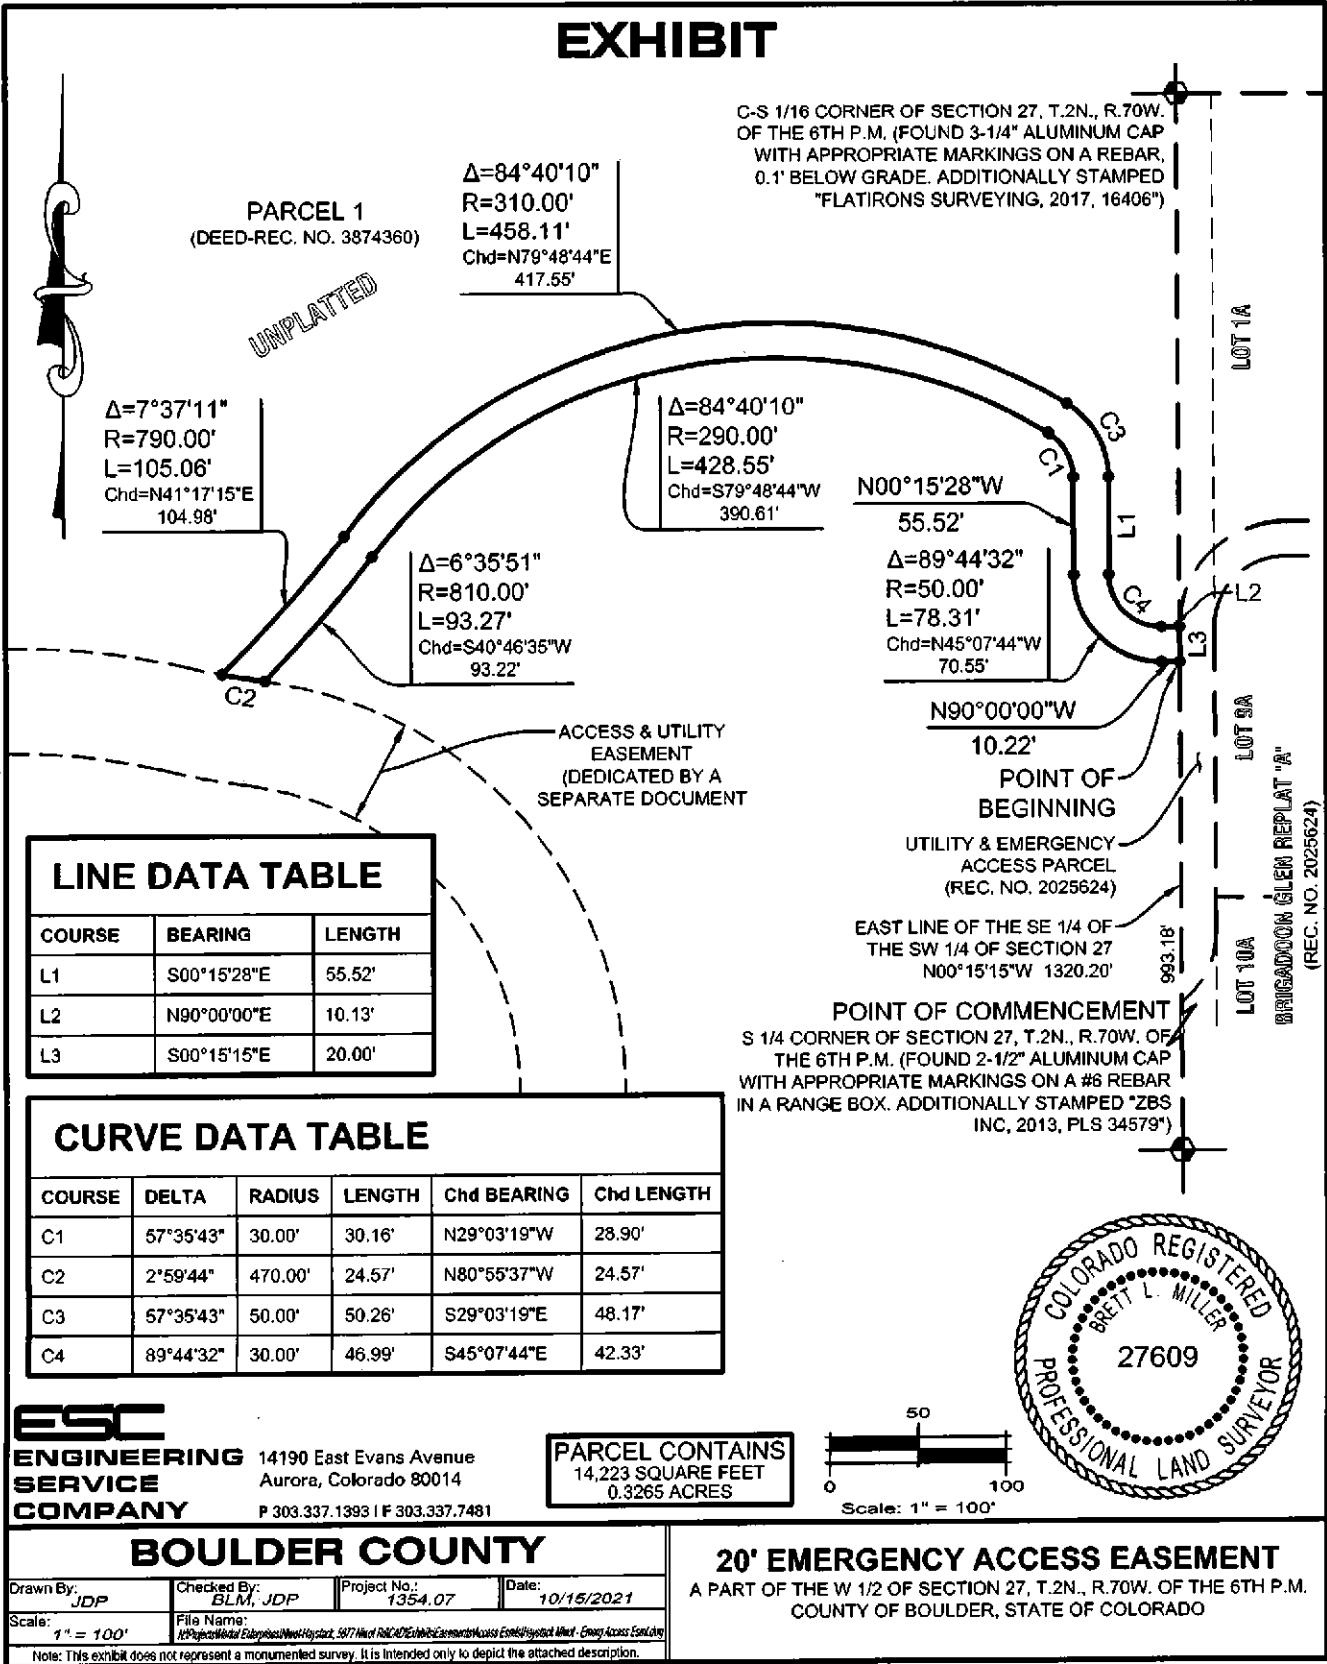 EXHIBIT
C-S 1/16 CORNER OF SECTION 27, T.2N., R.70W.
OF THE 6TH P.M. (FOUND 3-1/4" ALUMINUM CAP
WITH APPROPRIATE MARKINGS ON A REBAR,
0.1' BELOW GRADE. ADDITIONALLY STAMPED
"FLATIRONS SURVEYING, 2017, 16406")
PARCEL 1
(DEED-REC. NO. 3874360)
UNPLATTED
Δ=84°40'10"
R=310.00'
L=458.11'
Chd=N79°48'44"E
417.55'
LOT 1A
Δ=7°37'11"
R=790.00'
L=105.06'
Chd=N41°17'15"E
104.98'
Δ=84°40'10"
R=290.00'
L=428.55'
Chd=S79°48'44"W
390.61'
C3
C1
N00°15'28"W
55.52'
L1
Δ=6°35'51"
R=810.00'
L=93.27'
Chd=S40°46'35"W
93.22'
Δ=89°44'32"
R=50.00'
L=78.31'
Chd=N45°07'44"W
70.55'
C4
L2
L3
C2
N90°00'00"W
10.22'
ACCESS & UTILITY
EASEMENT
(DEDICATED BY A
SEPARATE DOCUMENT
POINT OF
BEGINNING
LOT 9A
UTILITY & EMERGENCY
ACCESS PARCEL
(REC. NO. 2025624)
EAST LINE OF THE SE 1/4 OF
THE SW 1/4 OF SECTION 27
N00°15'15"W 1320.20'
993.18'
LOT 10A
BRIGADOON GLEN REPLAT "A"
(REC. NO. 2025624)
POINT OF COMMENCEMENT
S 1/4 CORNER OF SECTION 27, T.2N., R.70W. OF
THE 6TH P.M. (FOUND 2-1/2" ALUMINUM CAP
WITH APPROPRIATE MARKINGS ON A #6 REBAR
IN A RANGE BOX. ADDITIONALLY STAMPED "ZBS
INC, 2013, PLS 34579")
LINE DATA TABLE
COURSE BEARING LENGTH
L1 S00°15'28"E 55.52'
L2 N90°00'00"E 10.13'
L3 S00°15'15"E 20.00'
CURVE DATA TABLE
COURSE DELTA RADIUS LENGTH Chd BEARING Chd LENGTH
C1 57°35'43" 30.00' 30.16' N29°03'19"W 28.90'
C2 2°59'44" 470.00' 24.57' N80°55'37"W 24.57'
C3 57°35'43" 50.00' 50.26' S29°03'19"E 48.17'
C4 89°44'32" 30.00' 46.99' S45°07'44"E 42.33'
COLORADO REGISTERED
BRETT L. MILLER
27609
PROFESSIONAL LAND SURVEYOR
ESC
ENGINEERING
SERVICE
COMPANY
14190 East Evans Avenue
Aurora, Colorado 80014
P 303.337.1393 | F 303.337.7481
PARCEL CONTAINS
14,223 SQUARE FEET
0.3265 ACRES
50
0 100
Scale: 1" = 100'
BOULDER COUNTY
Drawn By: JDP
Checked By: BLM, JDP
Project No.: 1354.07
Date: 10/15/2021
Scale: 1" = 100'
File Name:
Note: This exhibit does not represent a monumented survey. It is intended only to depict the attached description.
20' EMERGENCY ACCESS EASEMENT
A PART OF THE W 1/2 OF SECTION 27, T.2N., R.70W. OF THE 6TH P.M.
COUNTY OF BOULDER, STATE OF COLORADO